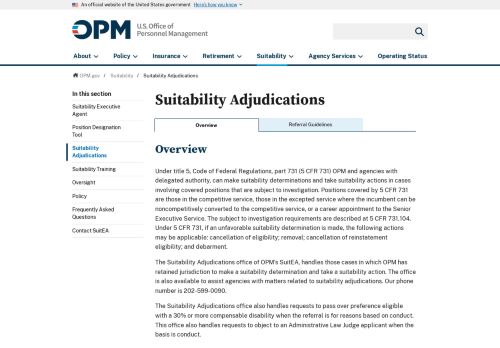 An official website of the United States government Here's how you know
OPM U.S. Office of
Personnel Management
About Policy Insurance Retirement Suitability Agency Services Operating Status
OPM.gov / Suitability / Suitability Adjudications
In this section
Suitability Executive
Agent
Position Designation
Tool
Suitability
Adjudications
Suitability Training
Oversight
Policy
Frequently Asked
Questions
Contact SuitEA
Suitability Adjudications
Overview Referral Guidelines
Overview
Under title 5, Code of Federal Regulations, part 731 (5 CFR 731) OPM and agencies with
delegated authority, can make suitability determinations and take suitability actions in cases
involving covered positions that are subject to investigation. Positions covered by 5 CFR 731
are those in the competitive service, those in the excepted service where the incumbent can be
noncompetitively converted to the competitive service, or a career appointment to the Senior
Executive Service. The subject to investigation requirements are described at 5 CFR 731.104.
Under 5 CFR 731, if an unfavorable suitability determination is made, the following actions
may be applicable: cancellation of eligibility; removal; cancellation of reinstatement
eligibility; and debarment.
The Suitability Adjudications office of OPM's SuitEA, handles those cases in which OPM has
retained jurisdiction to make a suitability determination and take a suitability action. The office
is also available to assist agencies with matters related to suitability adjudications. Our phone
number is 202-599-0090.
The Suitability Adjudications office also handles requests to pass over preference eligible
with a 30% or more compensable disability when the referral is for reasons based on conduct.
This office also handles requests to object to an Administrative Law Judge applicant when the
basis is conduct.